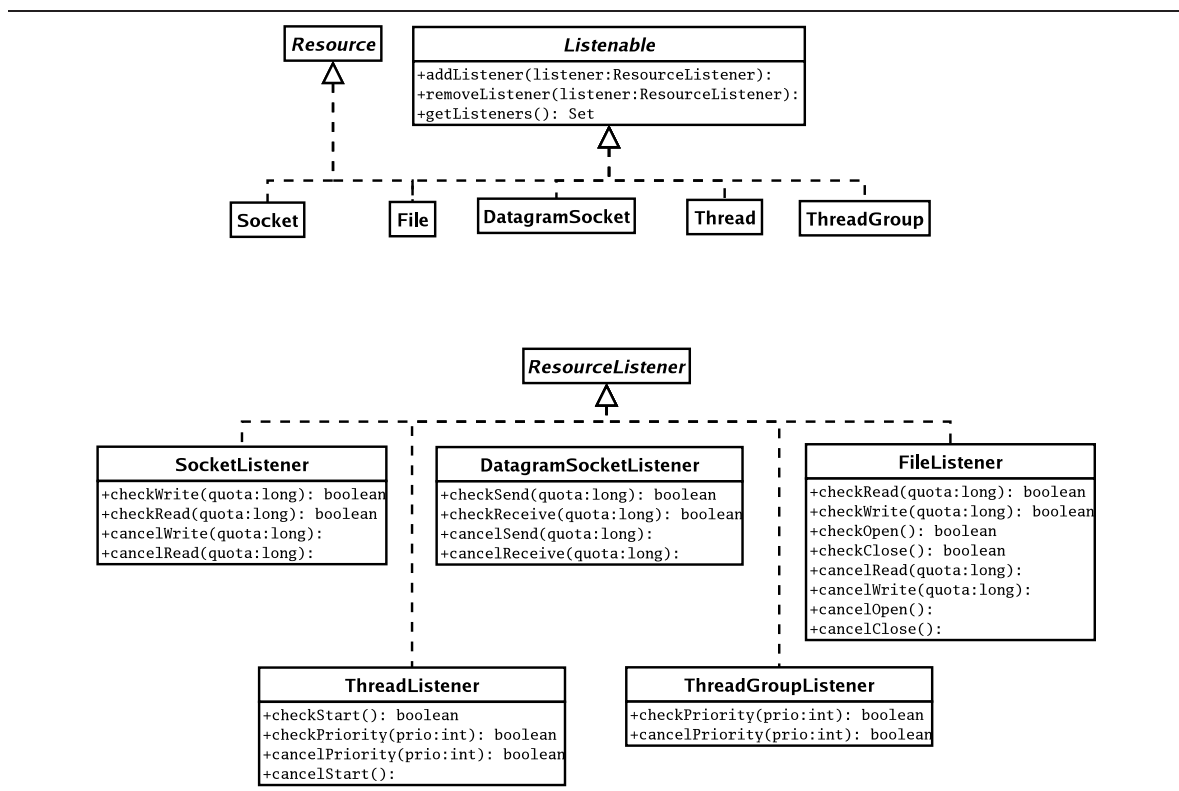 Resource
Listenable
+addListener(listener:ResourceListener):
+removeListener(listener:ResourceListener):
+getListeners(): Set
Socket
File
DatagramSocket
Thread
ThreadGroup
ResourceListener
SocketListener
+checkWrite(quota:long): boolean
+checkRead(quota:long): boolean
+cancelWrite(quota:long):
+cancelRead(quota:long):
DatagramSocketListener
+checkSend(quota:long): boolean
+checkReceive(quota:long): boolean
+cancelSend(quota:long):
+cancelReceive(quota:long):
FileListener
+checkRead(quota:long): boolean
+checkWrite(quota:long): boolean
+checkOpen(): boolean
+checkClose(): boolean
+cancelRead(quota:long):
+cancelWrite(quota:long):
+cancelOpen():
+cancelClose():
ThreadListener
+checkStart(): boolean
+checkPriority(prio:int): boolean
+cancelPriority(prio:int): boolean
+cancelStart():
ThreadGroupListener
+checkPriority(prio:int): boolean
+cancelPriority(prio:int): boolean